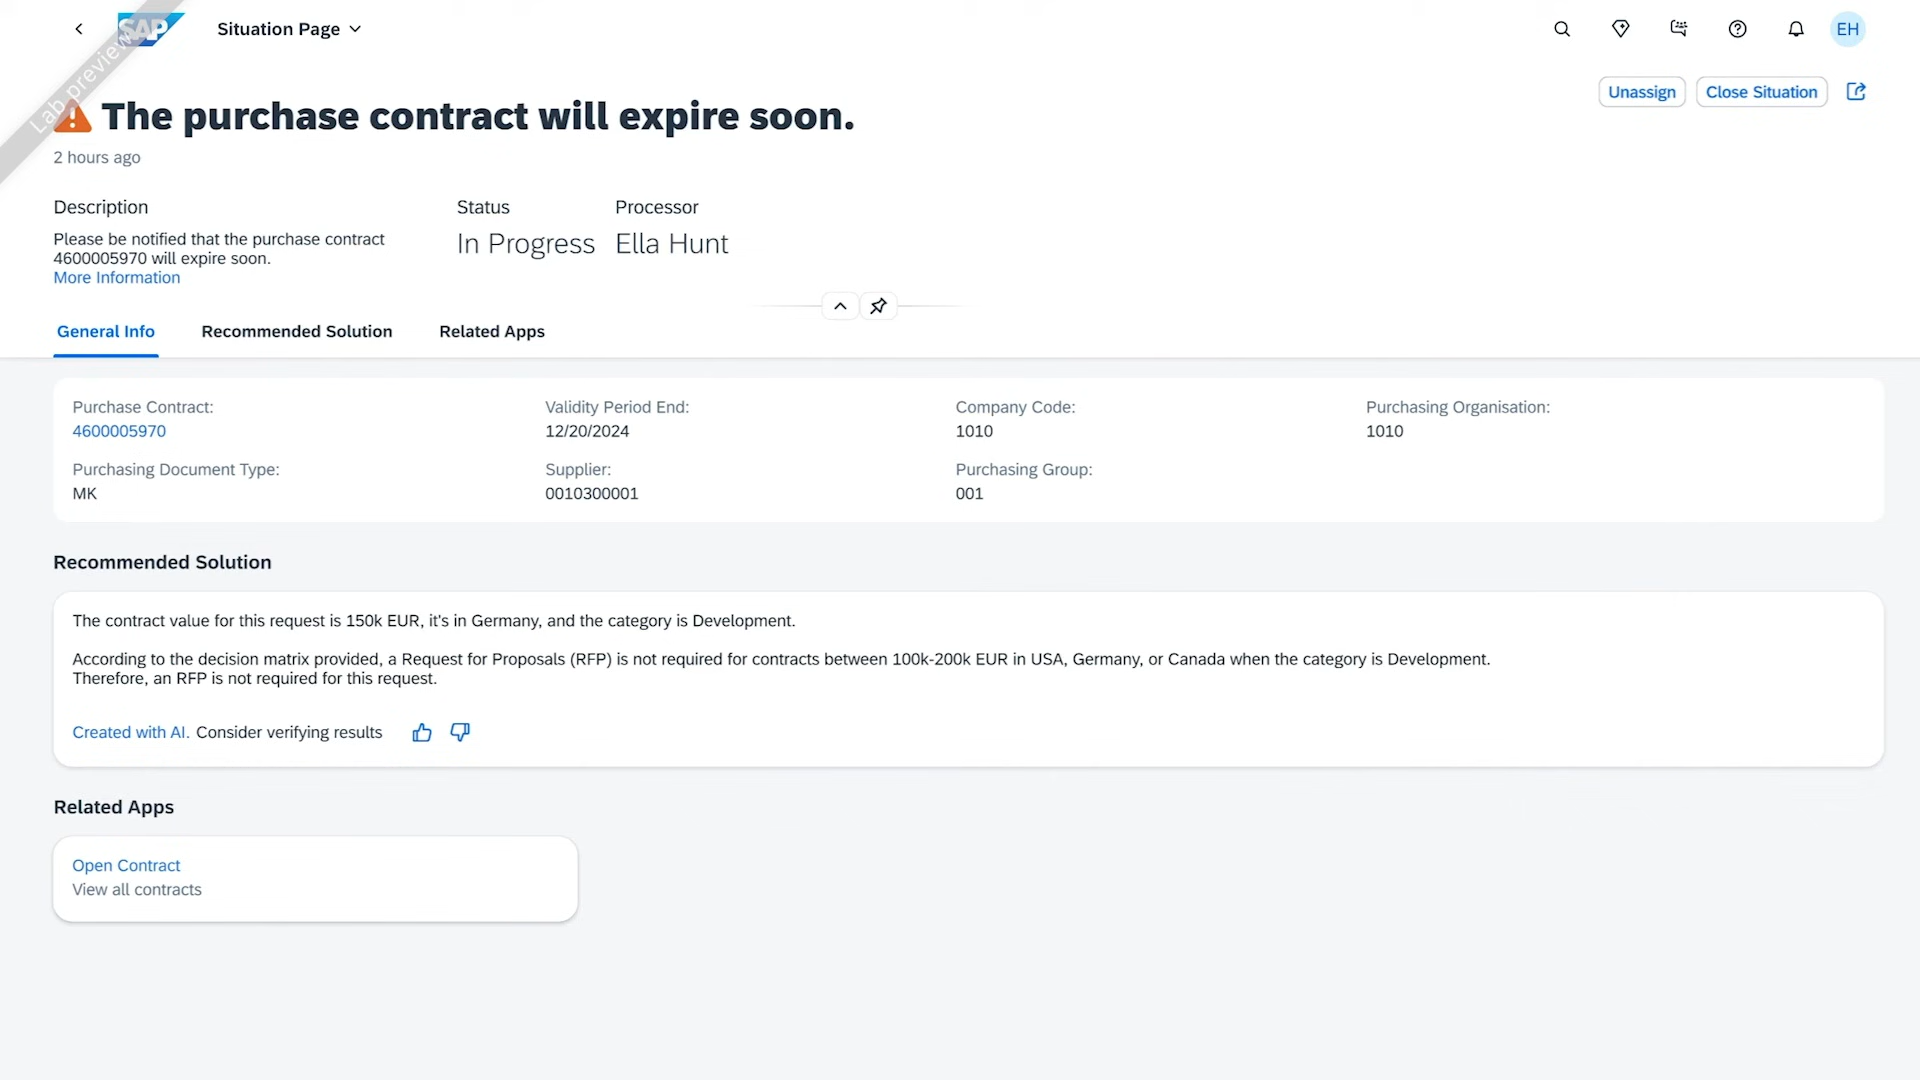 SAP
Situation Page
EH
Lab preview
Unassign
Close Situation
The purchase contract will expire soon.
2 hours ago
Description
Status
Processor
Please be notified that the purchase contract
4600005970 will expire soon.
In Progress
Ella Hunt
More Information
General Info
Recommended Solution
Related Apps
Purchase Contract:
4600005970
Validity Period End:
12/20/2024
Company Code:
1010
Purchasing Organisation:
1010
Purchasing Document Type:
MK
Supplier:
0010300001
Purchasing Group:
001
Recommended Solution
The contract value for this request is 150k EUR, it's in Germany, and the category is Development.
According to the decision matrix provided, a Request for Proposals (RFP) is not required for contracts between 100k-200k EUR in USA, Germany, or Canada when the category is Development.
Therefore, an RFP is not required for this request.
Created with AI. Consider verifying results
Related Apps
Open Contract
View all contracts